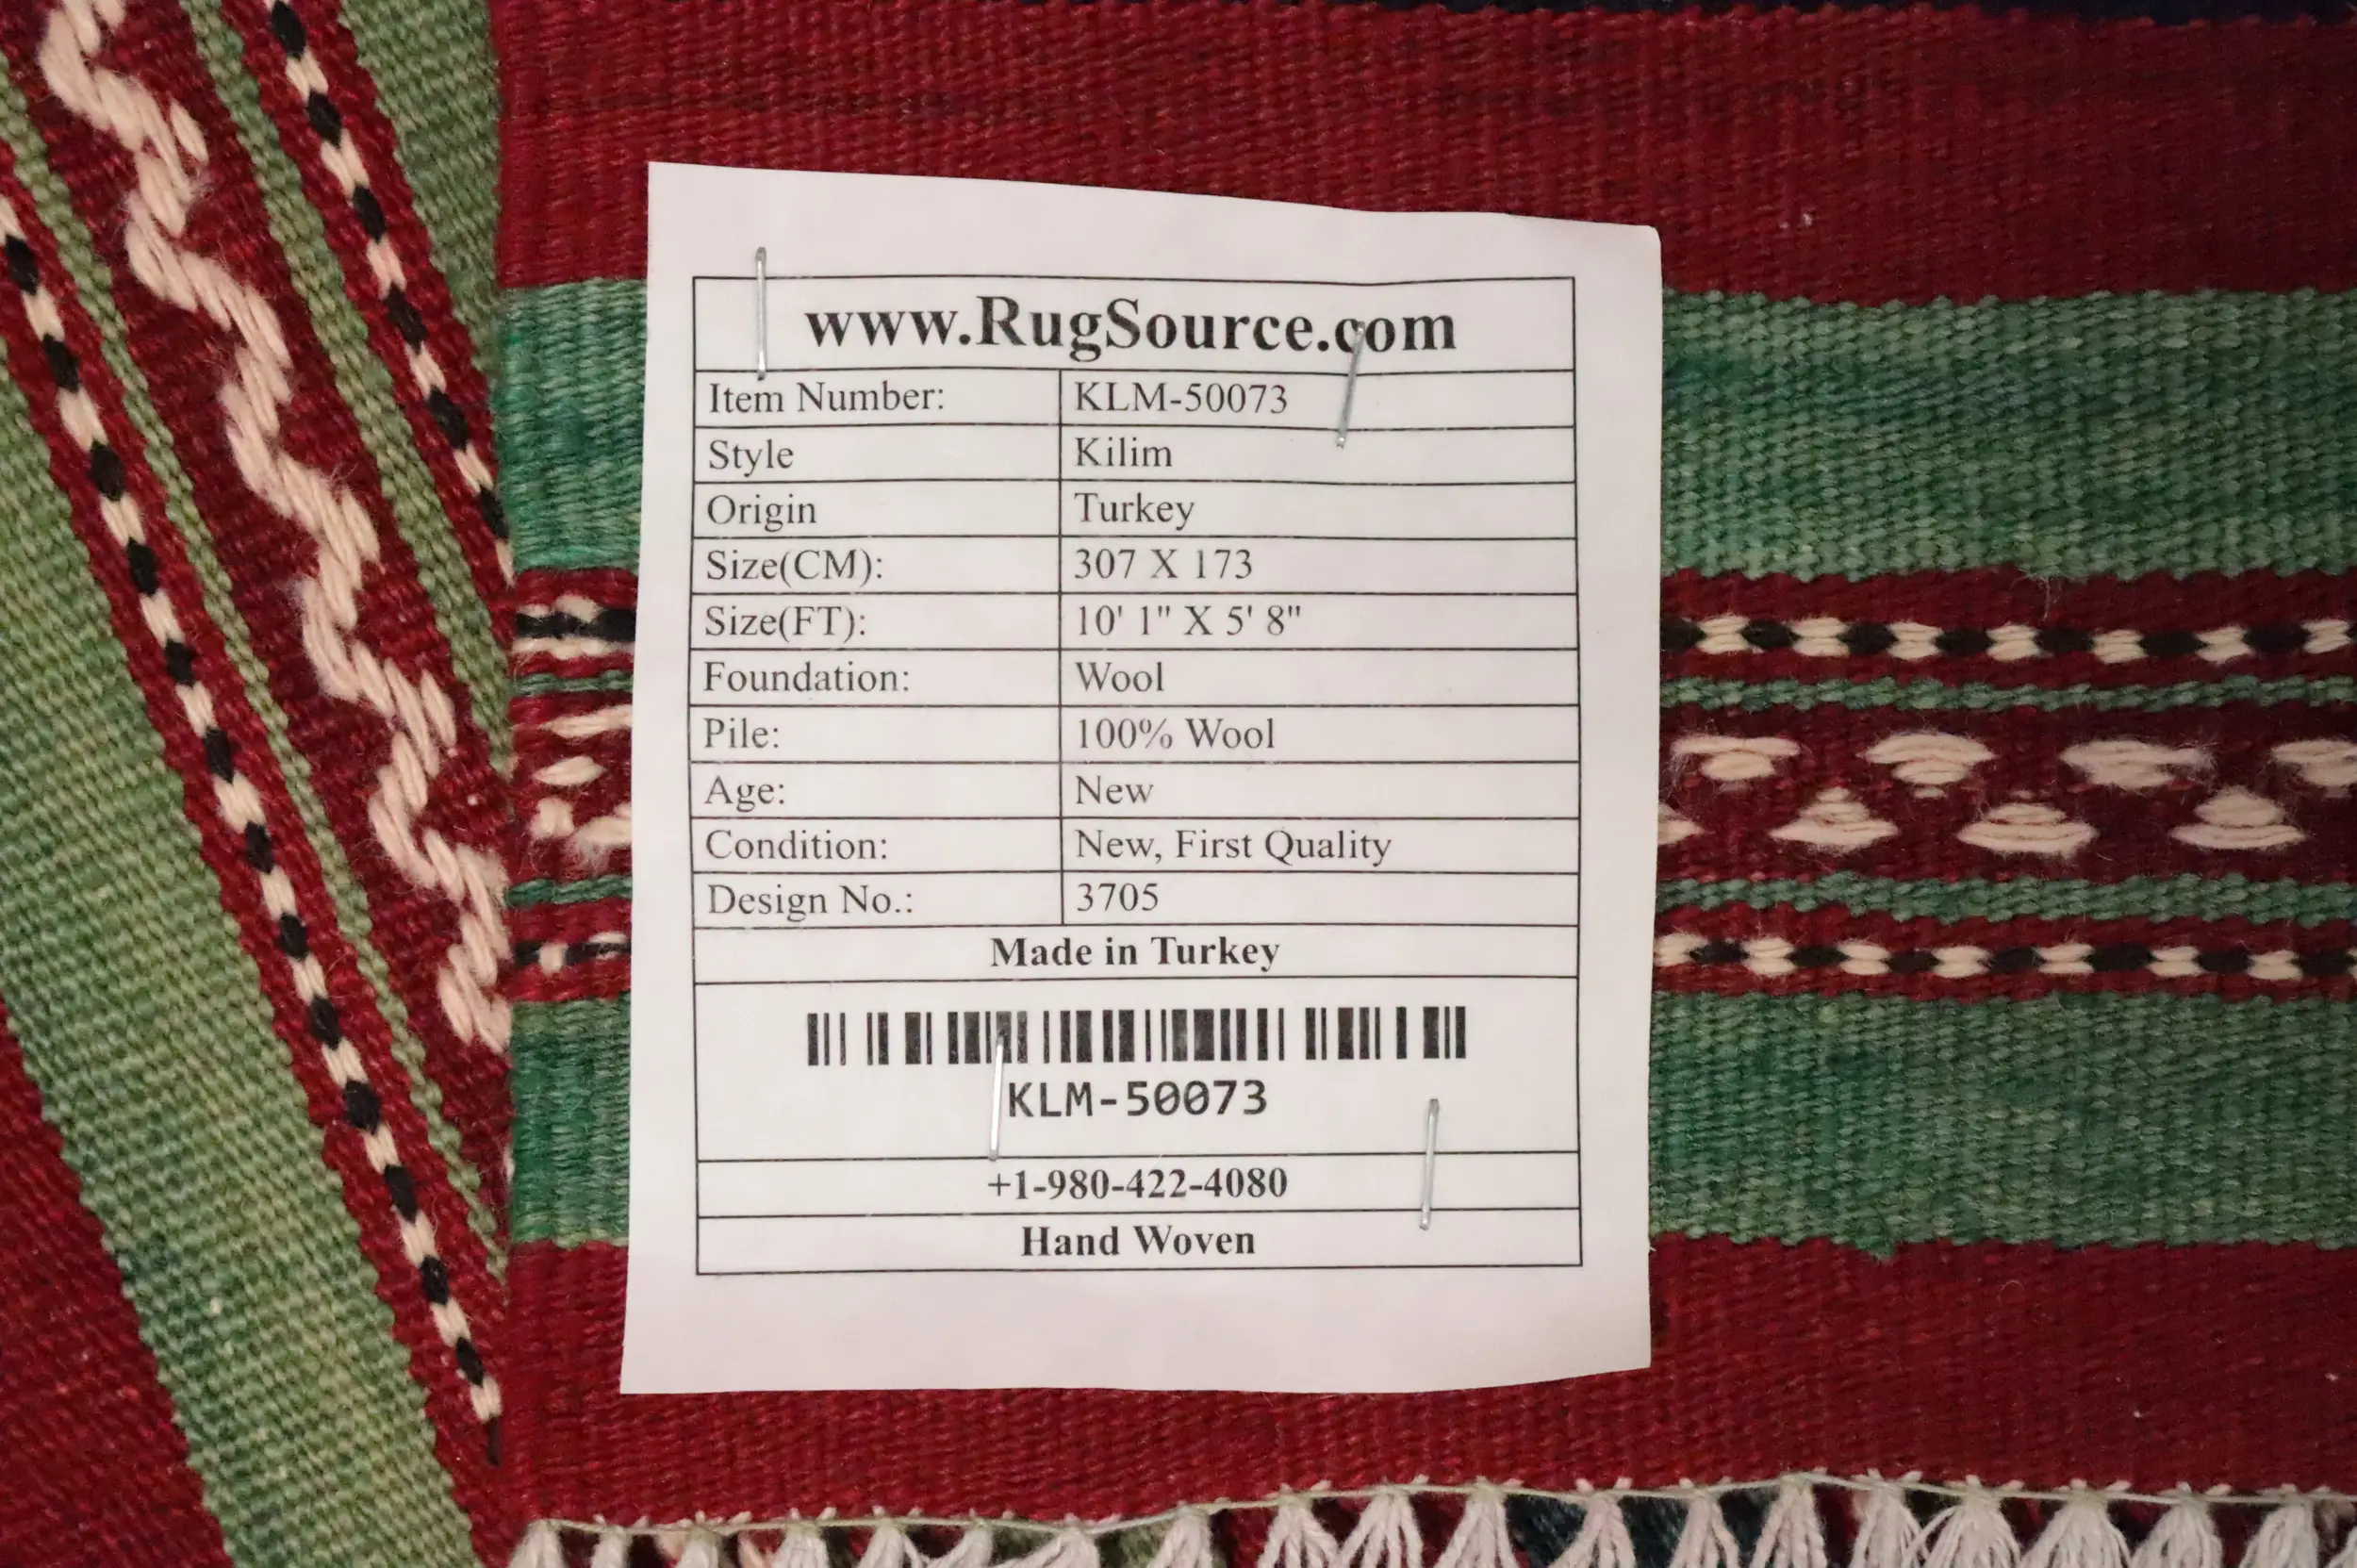 www.RugSource.com
Item Number: KLM-50073
Style Kilim
Origin Turkey
Size(CM): 307 X 173
Size(FT): 10' 1" X 5' 8"
Foundation: Wool
Pile: 100% Wool
Age: New
Condition: New, First Quality
Design No.: 3705
Made in Turkey
KLM-50073
+1-980-422-4080
Hand Woven